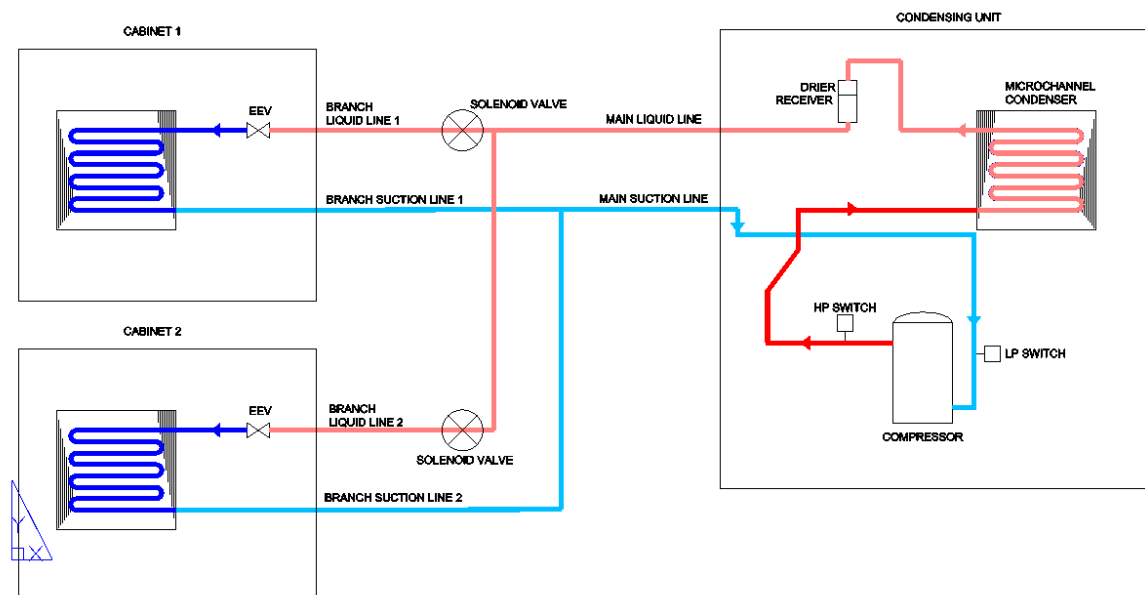 CABINET 1
CONDENSING UNIT
EEV
BRANCH
LIQUID LINE 1
SOLENOID VALVE
MAIN LIQUID LINE
DRIER
RECEIVER
MICROCHANNEL
CONDENSER
BRANCH SUCTION LINE 1
MAIN SUCTION LINE
HP SWITCH
LP SWITCH
COMPRESSOR
CABINET 2
EEV
BRANCH
LIQUID LINE 2
SOLENOID VALVE
BRANCH SUCTION LINE 2
Y
X